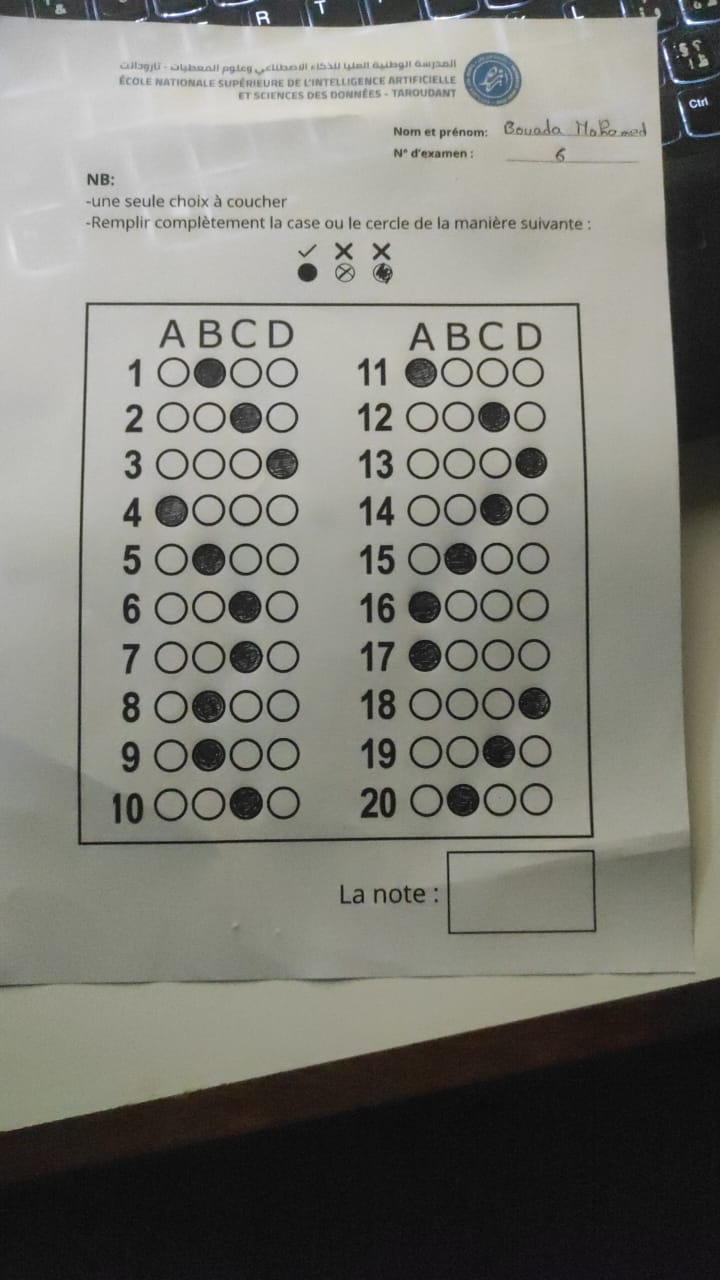 المدرسة الوطنية العليا للذكاء الاصطناعي وعلوم المعطيات - تارودانت
ÉCOLE NATIONALE SUPÉRIEURE DE L'INTELLIGENCE ARTIFICIELLE
ET SCIENCES DES DONNÉES - TAROUDANT
Nom et prénom: Bouada Mohamed
N° d'examen : 6
NB:
-une seule choix à coucher
-Remplir complètement la case ou le cercle de la manière suivante :
A B C D A B C D
1 11
2 12
3 13
4 14
5 15
6 16
7 17
8 18
9 19
10 20
La note :
R T L Ctrl